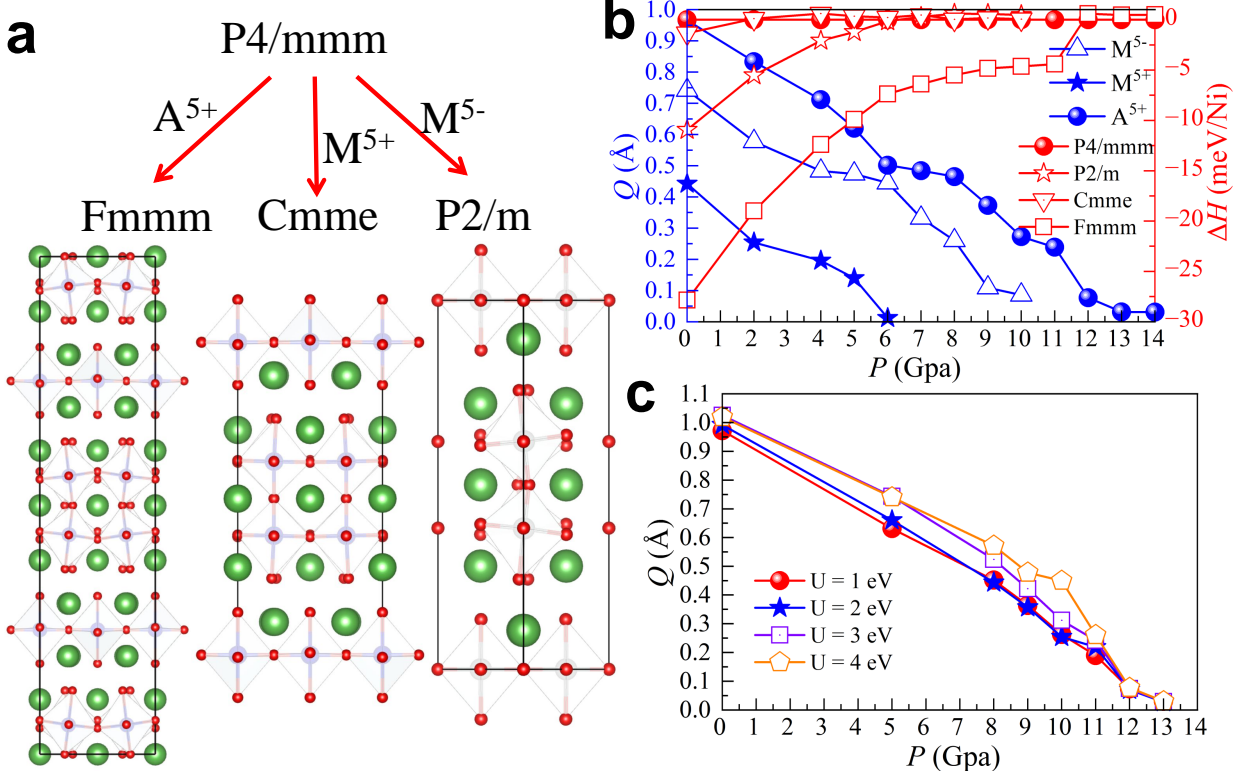 a
P4/mmm
A5+
M5+
M5-
Fmmm
Cmme
P2/m
b
1.0
0.9
0.8
0.7
0.6
0.5
0.4
0.3
0.2
0.1
0.0
Q (Å)
0 1 2 3 4 5 6 7 8 9 10 11 12 13 14
P (Gpa)
0
−5
−10
−15
−20
−25
−30
ΔH (meV/Ni)
M5-
M5+
A5+
P4/mmm
P2/m
Cmme
Fmmm
c
1.1
1.0
0.9
0.8
0.7
0.6
0.5
0.4
0.3
0.2
0.1
0.0
Q (Å)
U = 1 eV
U = 2 eV
U = 3 eV
U = 4 eV
0 1 2 3 4 5 6 7 8 9 10 11 12 13 14
P (Gpa)